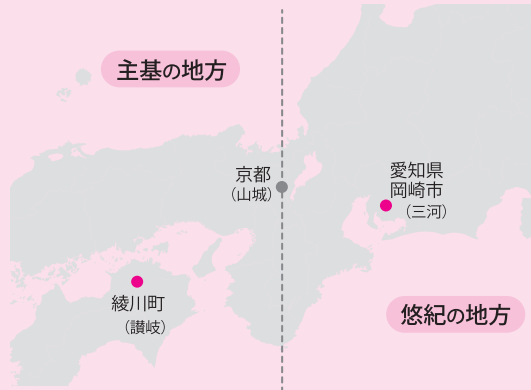 主基の地方
京都
（山城）
愛知県
岡崎市
（三河）
綾川町
（讃岐）
悠紀の地方